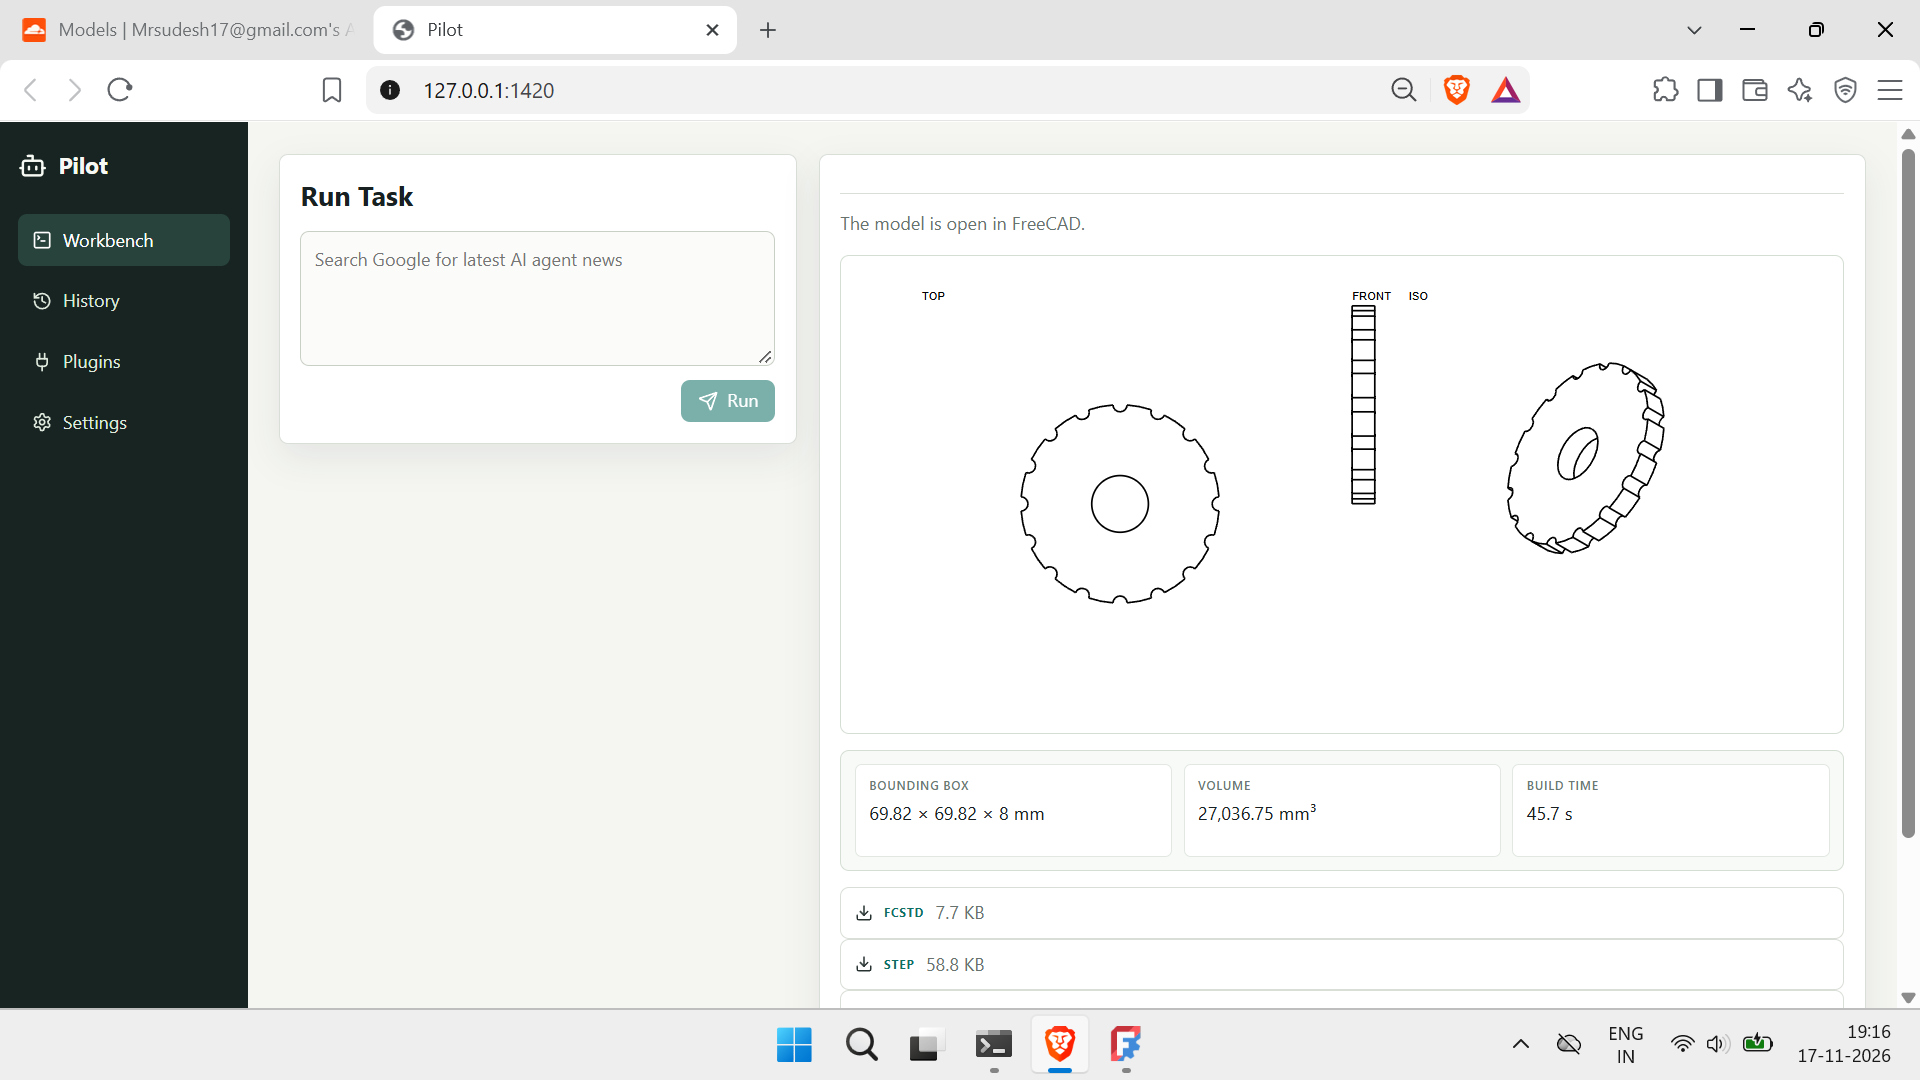 Models | Mrsudesh17@gmail.com's A
Pilot
127.0.0.1:1420
Pilot
Workbench
History
Plugins
Settings
Run Task
Search Google for latest AI agent news
Run
The model is open in FreeCAD.
TOP
FRONT
ISO
BOUNDING BOX
69.82 × 69.82 × 8 mm
VOLUME
27,036.75 mm³
BUILD TIME
45.7 s
FCSTD 7.7 KB
STEP 58.8 KB
ENG
IN
19:16
17-11-2026